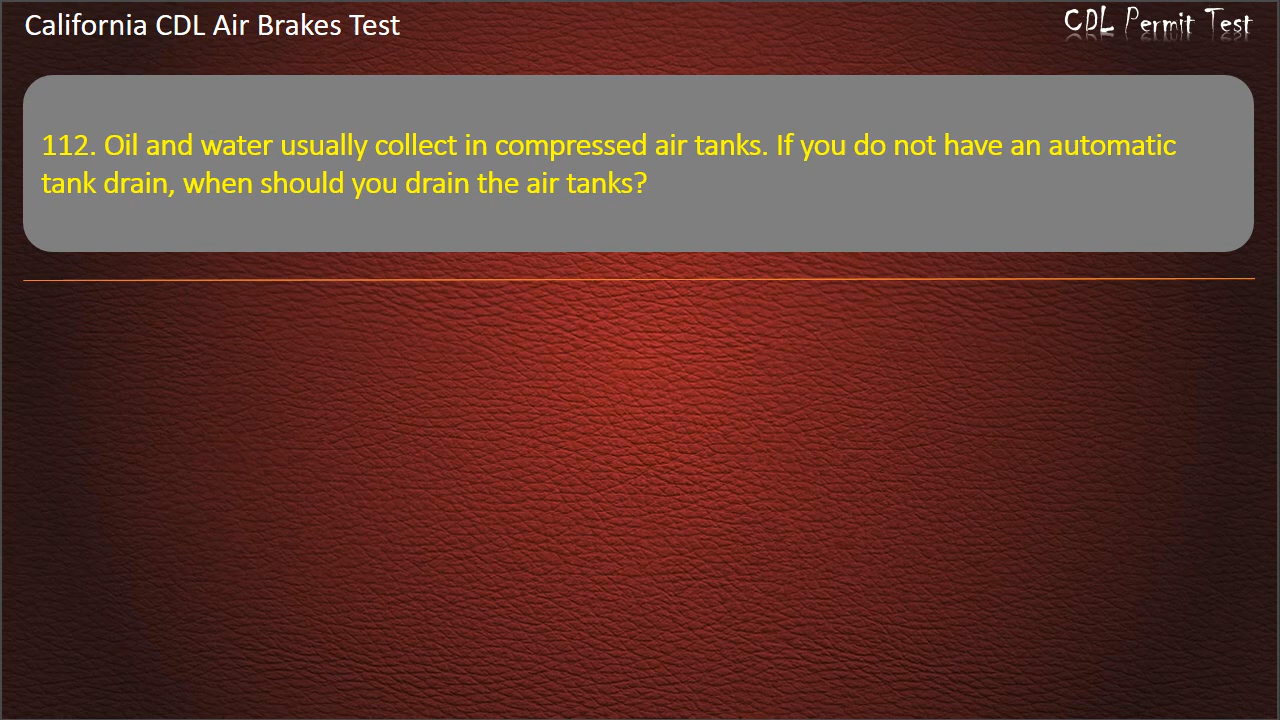 California CDL Air Brakes Test
CDL Permit Test
112. Oil and water usually collect in compressed air tanks. If you do not have an automatic
tank drain, when should you drain the air tanks?